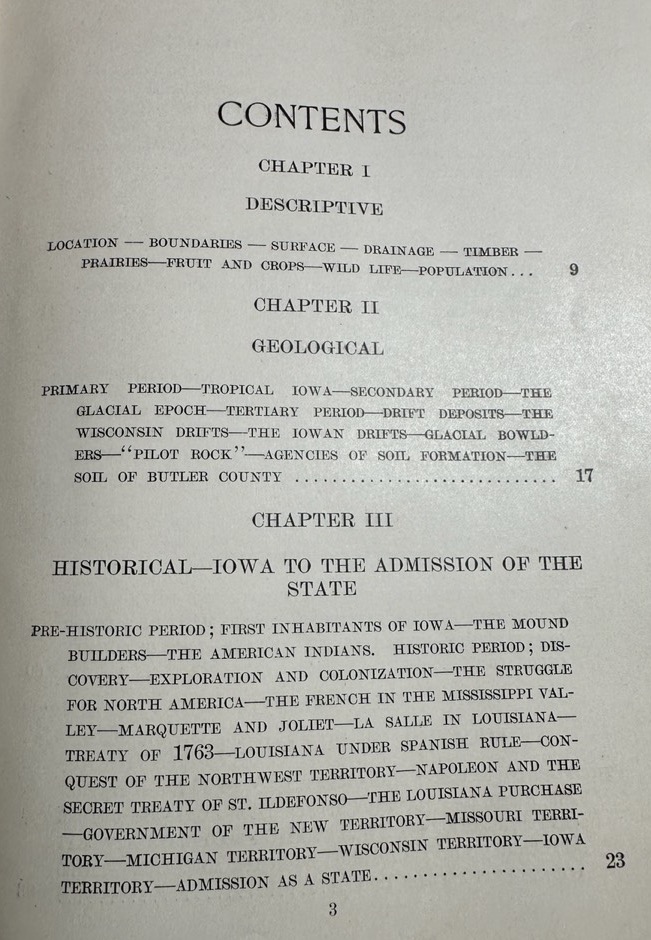 CONTENTS
CHAPTER I
DESCRIPTIVE
LOCATION — BOUNDARIES — SURFACE — DRAINAGE — TIMBER —
PRAIRIES—FRUIT AND CROPS—WILD LIFE—POPULATION... 9
CHAPTER II
GEOLOGICAL
PRIMARY PERIOD—TROPICAL IOWA—SECONDARY PERIOD—THE
GLACIAL EPOCH—TERTIARY PERIOD—DRIFT DEPOSITS—THE
WISCONSIN DRIFTS—THE IOWAN DRIFTS—GLACIAL BOWLD-
ERS—“PILOT ROCK”—AGENCIES OF SOIL FORMATION—THE
SOIL OF BUTLER COUNTY ............................ 17
CHAPTER III
HISTORICAL—IOWA TO THE ADMISSION OF THE
STATE
PRE-HISTORIC PERIOD; FIRST INHABITANTS OF IOWA—THE MOUND
BUILDERS—THE AMERICAN INDIANS. HISTORIC PERIOD; DIS-
COVERY—EXPLORATION AND COLONIZATION—THE STRUGGLE
FOR NORTH AMERICA—THE FRENCH IN THE MISSISSIPPI VAL-
LEY—MARQUETTE AND JOLIET—LA SALLE IN LOUISIANA—
TREATY OF 1763—LOUISIANA UNDER SPANISH RULE—CON-
QUEST OF THE NORTHWEST TERRITORY—NAPOLEON AND THE
SECRET TREATY OF ST. ILDEFONSO—THE LOUISIANA PURCHASE
—GOVERNMENT OF THE NEW TERRITORY—MISSOURI TERRI-
TORY—MICHIGAN TERRITORY—WISCONSIN TERRITORY—IOWA
TERRITORY—ADMISSION AS A STATE...................... 23
3